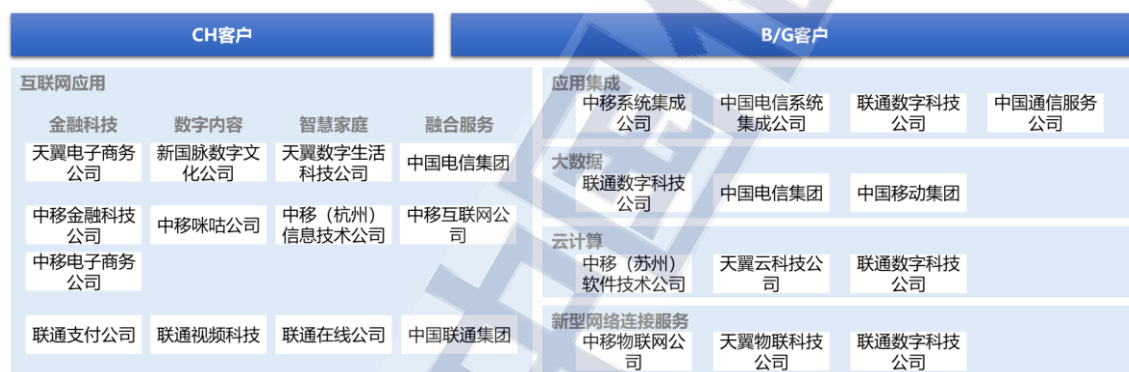 CH客户
B/G客户
互联网应用
金融科技
数字内容
智慧家庭
融合服务
天翼电子商务
公司
新国脉数字文
化公司
天翼数字生活
科技公司
中国电信集团
中移金融科技
公司
中移咪咕公司
中移（杭州）
信息技术公司
中移互联网公
司
中移电子商务
公司
联通支付公司
联通视频科技
联通在线公司
中国联通集团
应用集成
中移系统集成
公司
中国电信系统
集成公司
联通数字科技
公司
中国通信服务
公司
大数据
联通数字科技
公司
中国电信集团
中国移动集团
云计算
中移（苏州）
软件技术公司
天翼云科技公
司
联通数字科技
公司
新型网络连接服务
中移物联网公
司
天翼物联科技
公司
联通数字科技
公司